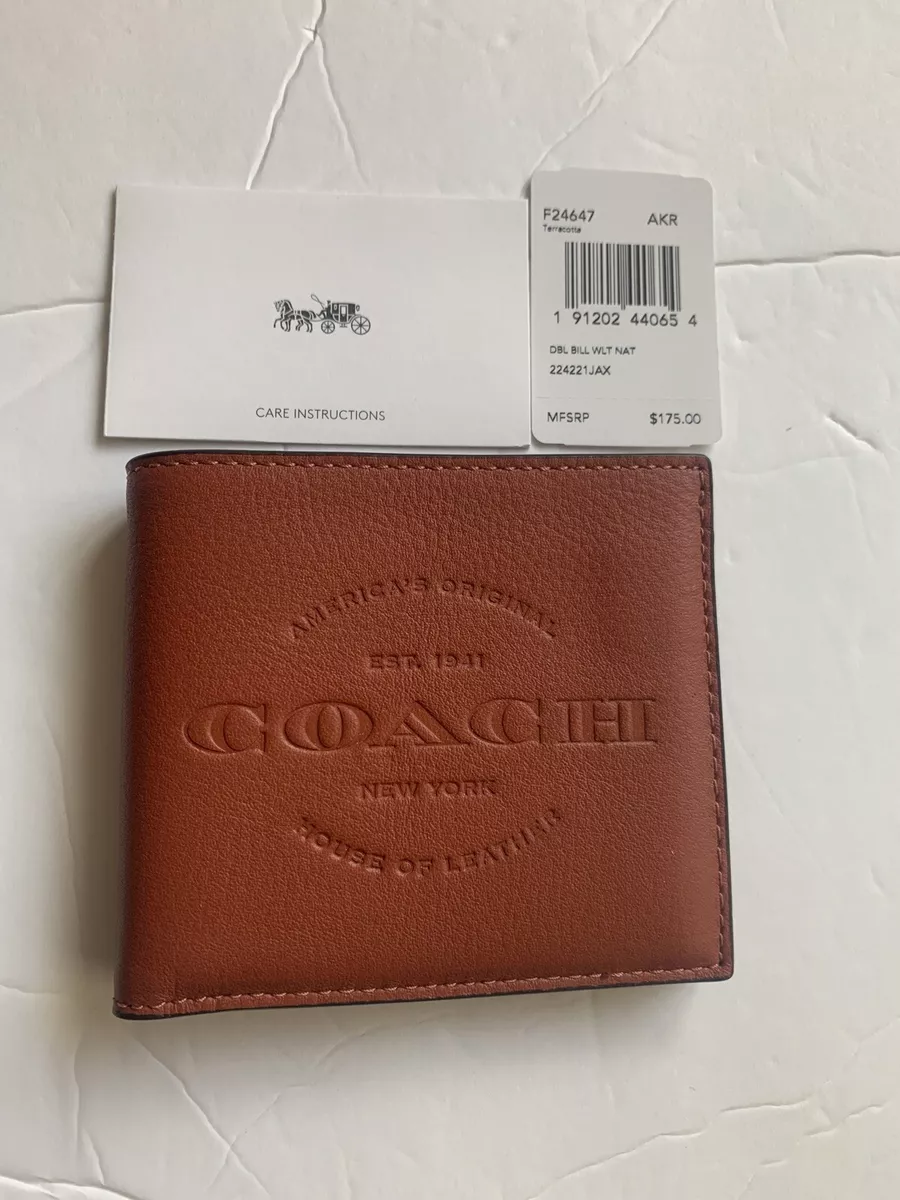 F24647 AKR
Terracotta
1 91202 44065 4
DBL BILL WLT NAT
224221JAX
MFSRP $175.00
CARE INSTRUCTIONS
AMERICA'S ORIGINAL
EST. 1941
COACH
NEW YORK
HOUSE OF LEATHER